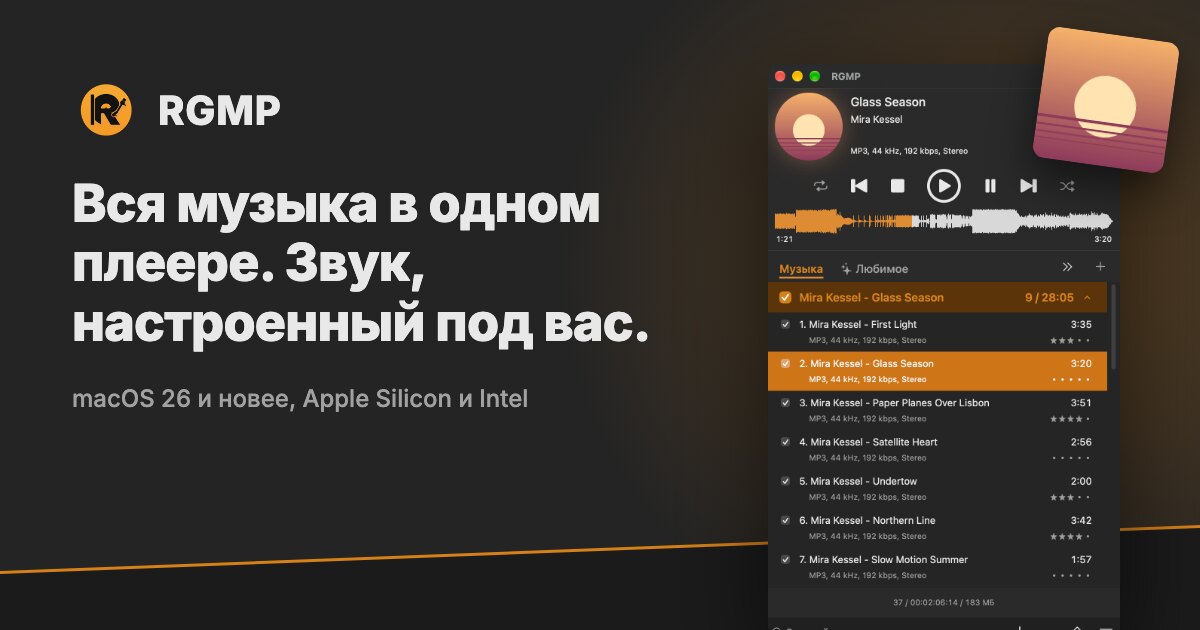 RGMP
Вся музыка в одном
плеере. Звук,
настроенный под вас.
macOS 26 и новее, Apple Silicon и Intel
RGMP
Glass Season
Mira Kessel
MP3, 44 kHz, 192 kbps, Stereo
1:21 3:20
Музыка Любимое
Mira Kessel - Glass Season 9 / 28:05
1. Mira Kessel - First Light 3:35
MP3, 44 kHz, 192 kbps, Stereo
2. Mira Kessel - Glass Season 3:20
MP3, 44 kHz, 192 kbps, Stereo
3. Mira Kessel - Paper Planes Over Lisbon 3:51
MP3, 44 kHz, 192 kbps, Stereo
4. Mira Kessel - Satellite Heart 2:56
MP3, 44 kHz, 192 kbps, Stereo
5. Mira Kessel - Undertow 2:00
MP3, 44 kHz, 192 kbps, Stereo
6. Mira Kessel - Northern Line 3:42
MP3, 44 kHz, 192 kbps, Stereo
7. Mira Kessel - Slow Motion Summer 1:57
MP3, 44 kHz, 192 kbps, Stereo
37 / 00:02:06:14 / 183 МБ